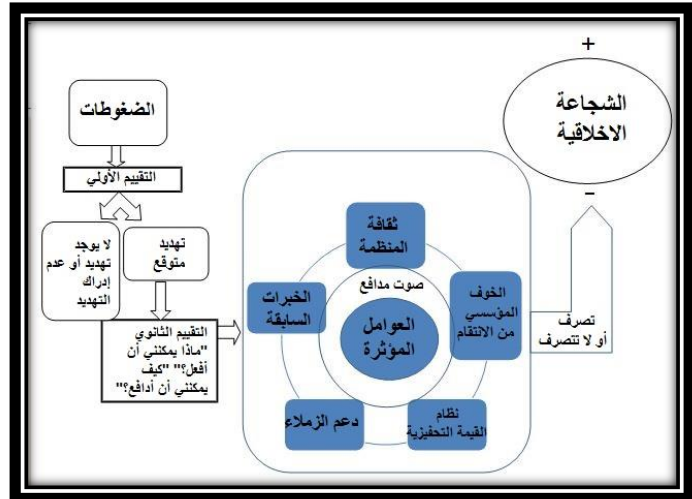 الضغوطات
التقييم الأولي
تهديد
متوقع
لا يوجد
تهديد أو عدم
إدراك
التهديد
التقييم الثانوي
"ماذا يمكنني أن
أفعل؟" "كيف
يمكنني أن أدافع؟"
ثقافة
المنظمة
صوت مدافع
الخوف
المؤسسي
من الانتقام
الخبرات
السابقة
العوامل
المؤثرة
نظام
القيمة التحفيزية
دعم الزملاء
تصرف
أو لا تتصرف
+
الشجاعة
الاخلاقية
–